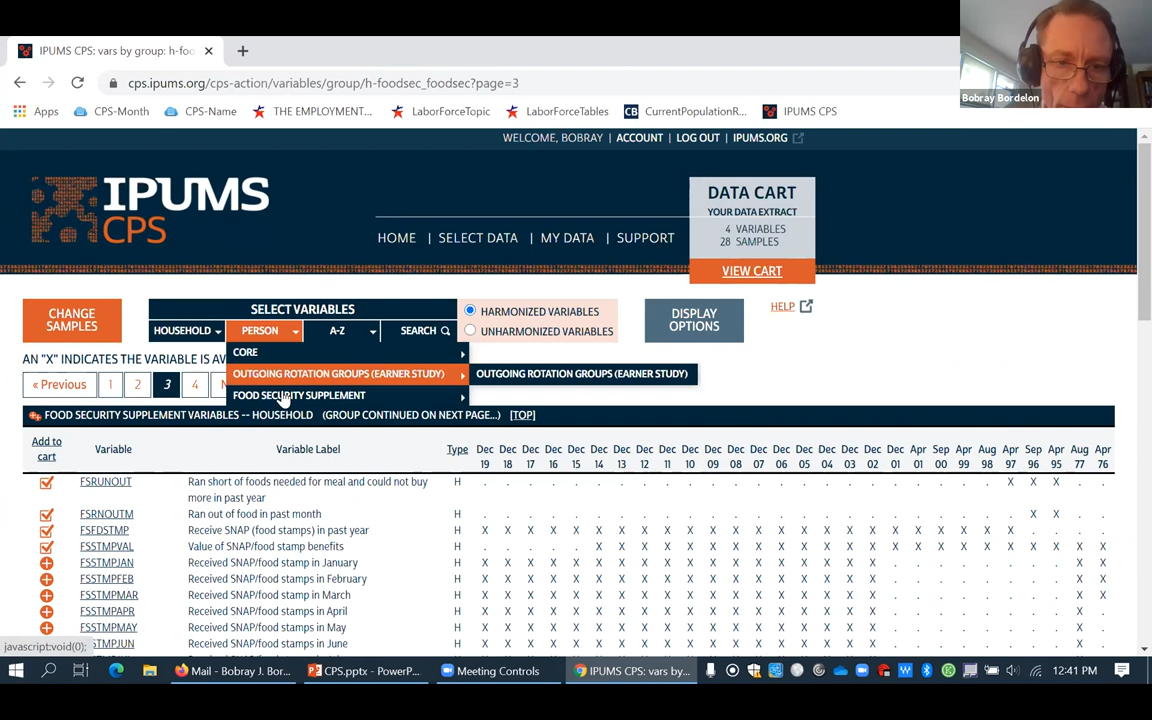 IPUMS CPS: vars by group: h-foo
Bobray Bordelon
cps.ipums.org/cps-action/variables/group/h-foodsec_foodsec?page=3
Apps CPS-Month CPS-Name THE EMPLOYMENT... LaborForceTopic LaborForceTables CB CurrentPopulationR... IPUMS CPS
WELCOME, BOBRAY | ACCOUNT | LOG OUT | IPUMS.ORG
IPUMS
CPS
HOME | SELECT DATA | MY DATA | SUPPORT
DATA CART
YOUR DATA EXTRACT
4 VARIABLES
28 SAMPLES
VIEW CART
CHANGE
SAMPLES
SELECT VARIABLES
HOUSEHOLD PERSON A-Z SEARCH
HARMONIZED VARIABLES
UNHARMONIZED VARIABLES
DISPLAY
OPTIONS
HELP
AN "X" INDICATES THE VARIABLE IS AV
CORE
OUTGOING ROTATION GROUPS (EARNER STUDY) OUTGOING ROTATION GROUPS (EARNER STUDY)
FOOD SECURITY SUPPLEMENT
« Previous 1 2 3 4 N
FOOD SECURITY SUPPLEMENT VARIABLES -- HOUSEHOLD (GROUP CONTINUED ON NEXT PAGE...) [TOP]
Add to cart Variable Variable Label Type Dec 19 Dec 18 Dec 17 Dec 16 Dec 15 Dec 14 Dec 13 Dec 12 Dec 11 Dec 10 Dec 09 Dec 08 Dec 07 Dec 06 Dec 05 Dec 04 Dec 03 Dec 02 Dec 01 Apr 01 Sep 00 Apr 99 Aug 98 Apr 97 Sep 96 Apr 95 Aug 77 Apr 76
FSRUNOUT Ran short of foods needed for meal and could not buy more in past year H . . . . . . . . . . . . . . . . . . . . . . . X X X . .
FSRNOUTM Ran out of food in past month H . . . . . . . . . . . . . . . . . . . . . . . . X X . .
FSFDSTMP Receive SNAP (food stamps) in past year H X X X X X X X X X X X X X X X X X X X X X X X X . . . .
FSSTMPVAL Value of SNAP/food stamp benefits H . . . . . X X X X X X X X X X X X X X X X X X X X X X X
FSSTMPJAN Received SNAP/food stamps in January H X X X X X X X X X X X X X X X X X X . . . . . . . . X X
FSSTMPFEB Received SNAP/food stamps in February H X X X X X X X X X X X X X X X X X X . . . . . . . . X X
FSSTMPMAR Received SNAP/food stamps in March H X X X X X X X X X X X X X X X X X X . . . . . . . . X X
FSSTMPAPR Received SNAP/food stamps in April H X X X X X X X X X X X X X X X X X X . . . . . . . . X .
FSSTMPMAY Received SNAP/food stamps in May H X X X X X X X X X X X X X X X X X X . . . . . . . . X .
FSSTMPJUN Received SNAP/food stamps in June H X X X X X X X X X X X X X X X X X X . . . . . . . . X .
javascript:void(0);
Mail - Bobray J. Bor... CPS.pptx - PowerP... Meeting Controls IPUMS CPS: vars by... 12:41 PM